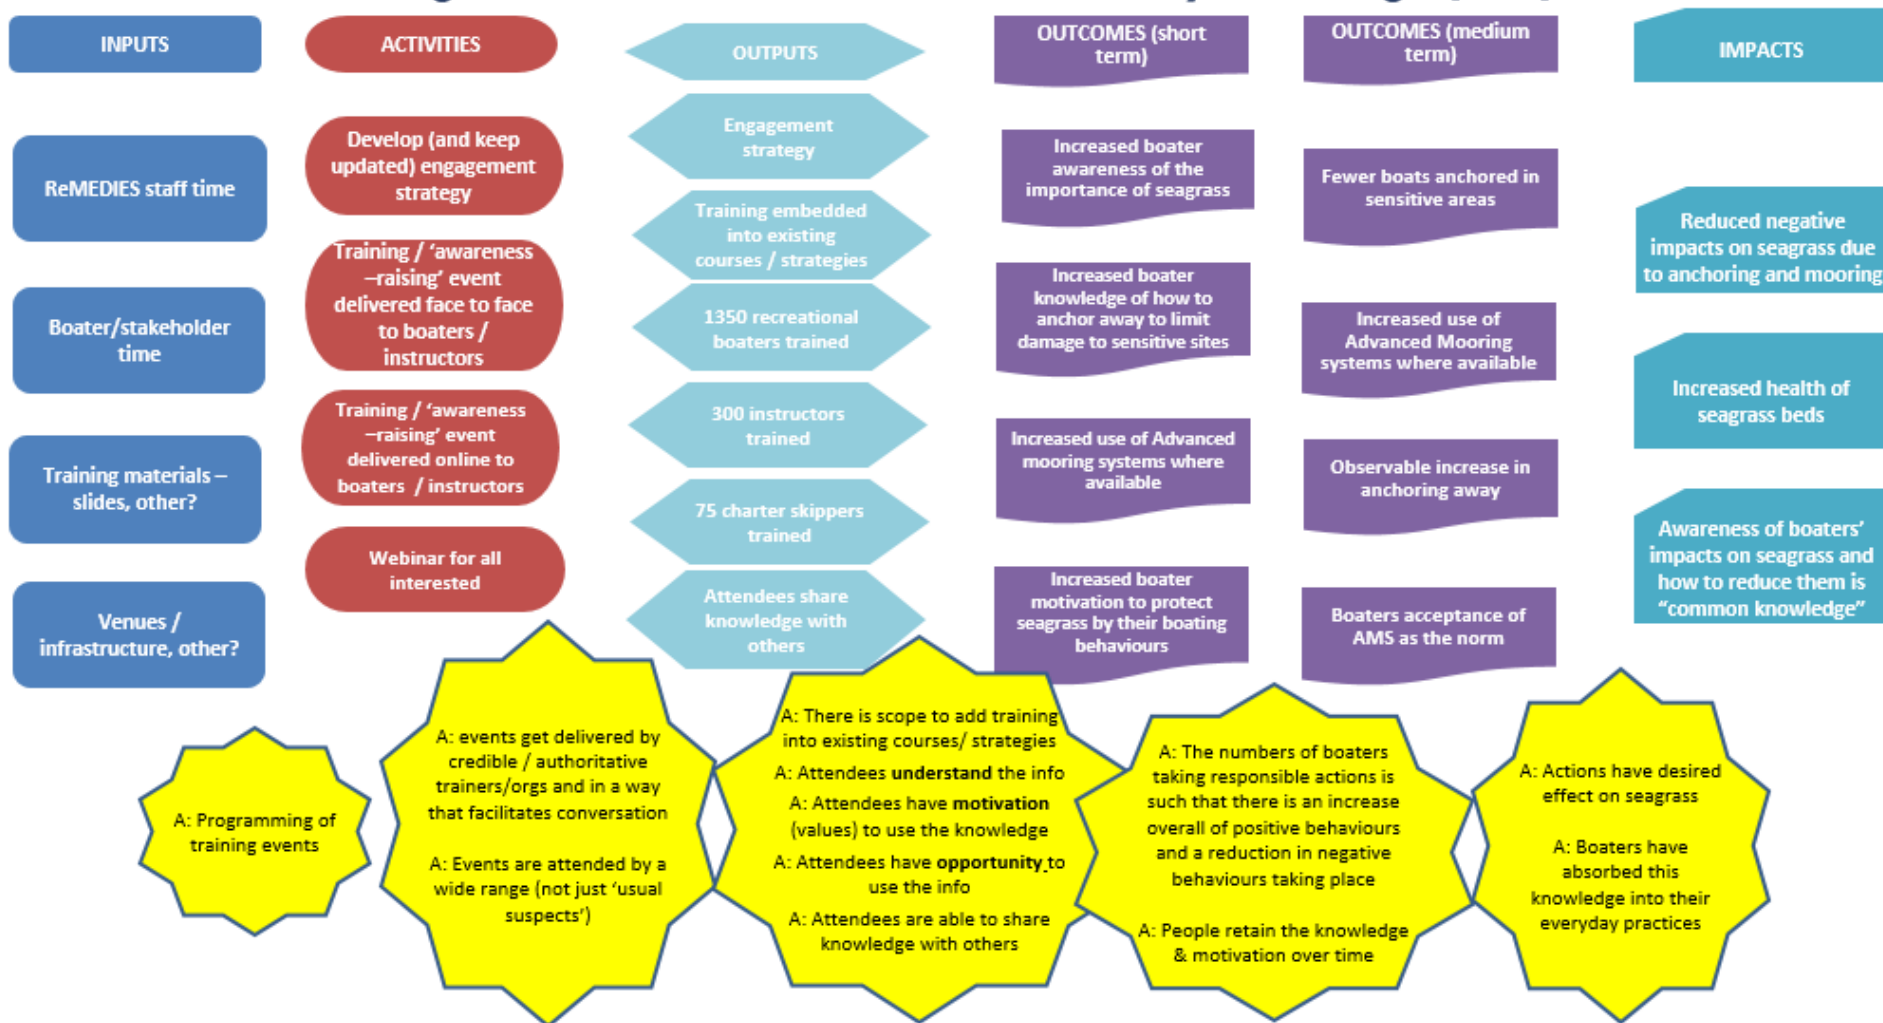 INPUTS
ReMEDIES staff time
Boater/stakeholder
time
Training materials –
slides, other?
Venues /
infrastructure, other?
ACTIVITIES
Develop (and keep
updated) engagement
strategy
Training / ‘awareness
–raising’ event
delivered face to face
to boaters /
instructors
Training / ‘awareness
–raising’ event
delivered online to
boaters / instructors
Webinar for all
interested
OUTPUTS
Engagement
strategy
Training embedded
into existing
courses / strategies
1350 recreational
boaters trained
300 instructors
trained
75 charter skippers
trained
Attendees share
knowledge with
others
OUTCOMES (short
term)
Increased boater
awareness of the
importance of seagrass
Increased boater
knowledge of how to
anchor away to limit
damage to sensitive sites
Increased use of Advanced
mooring systems where
available
Increased boater
motivation to protect
seagrass by their boating
behaviours
OUTCOMES (medium
term)
Fewer boats anchored in
sensitive areas
Increased use of
Advanced Mooring
systems where available
Observable increase in
anchoring away
Boaters acceptance of
AMS as the norm
IMPACTS
Reduced negative
impacts on seagrass due
to anchoring and mooring
Increased health of
seagrass beds
Awareness of boaters’
impacts on seagrass and
how to reduce them is
“common knowledge”
A: Programming of
training events
A: events get delivered by
credible / authoritative
trainers/orgs and in a way
that facilitates conversation
A: Events are attended by a
wide range (not just ‘usual
suspects’)
A: There is scope to add training
into existing courses/ strategies
A: Attendees understand the info
A: Attendees have motivation
(values) to use the knowledge
A: Attendees have opportunity to
use the info
A: Attendees are able to share
knowledge with others
A: The numbers of boaters
taking responsible actions is
such that there is an increase
overall of positive behaviours
and a reduction in negative
behaviours taking place
A: People retain the knowledge
& motivation over time
A: Actions have desired
effect on seagrass
A: Boaters have
absorbed this
knowledge into their
everyday practices